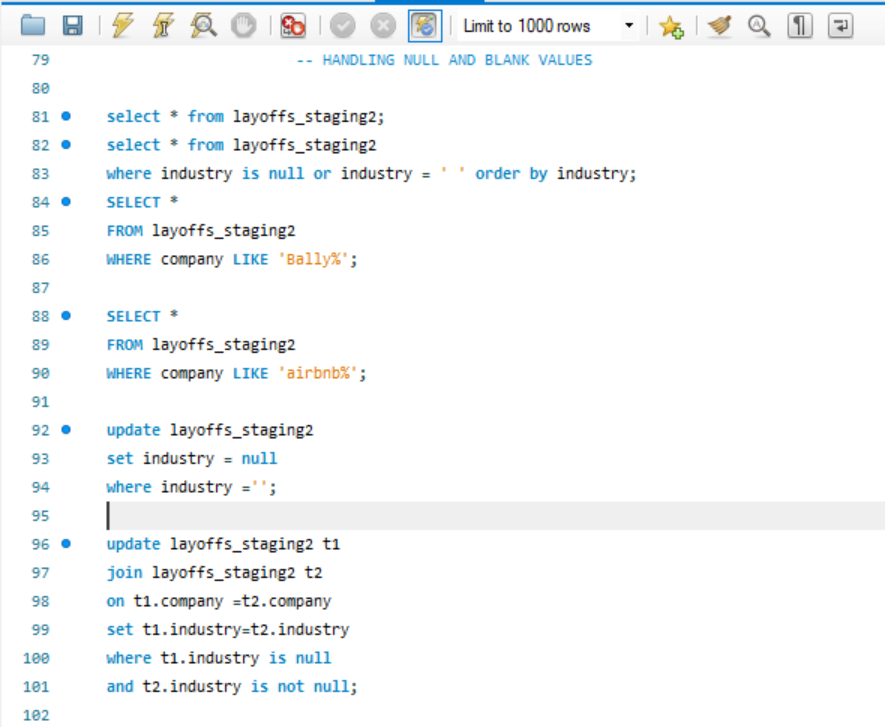 Limit to 1000 rows
79 -- HANDLING NULL AND BLANK VALUES
80
81 select * from layoffs_staging2;
82 select * from layoffs_staging2
83 where industry is null or industry = ' ' order by industry;
84 SELECT *
85 FROM layoffs_staging2
86 WHERE company LIKE 'Bally%';
87
88 SELECT *
89 FROM layoffs_staging2
90 WHERE company LIKE 'airbnb%';
91
92 update layoffs_staging2
93 set industry = null
94 where industry ='';
95
96 update layoffs_staging2 t1
97 join layoffs_staging2 t2
98 on t1.company =t2.company
99 set t1.industry=t2.industry
100 where t1.industry is null
101 and t2.industry is not null;
102